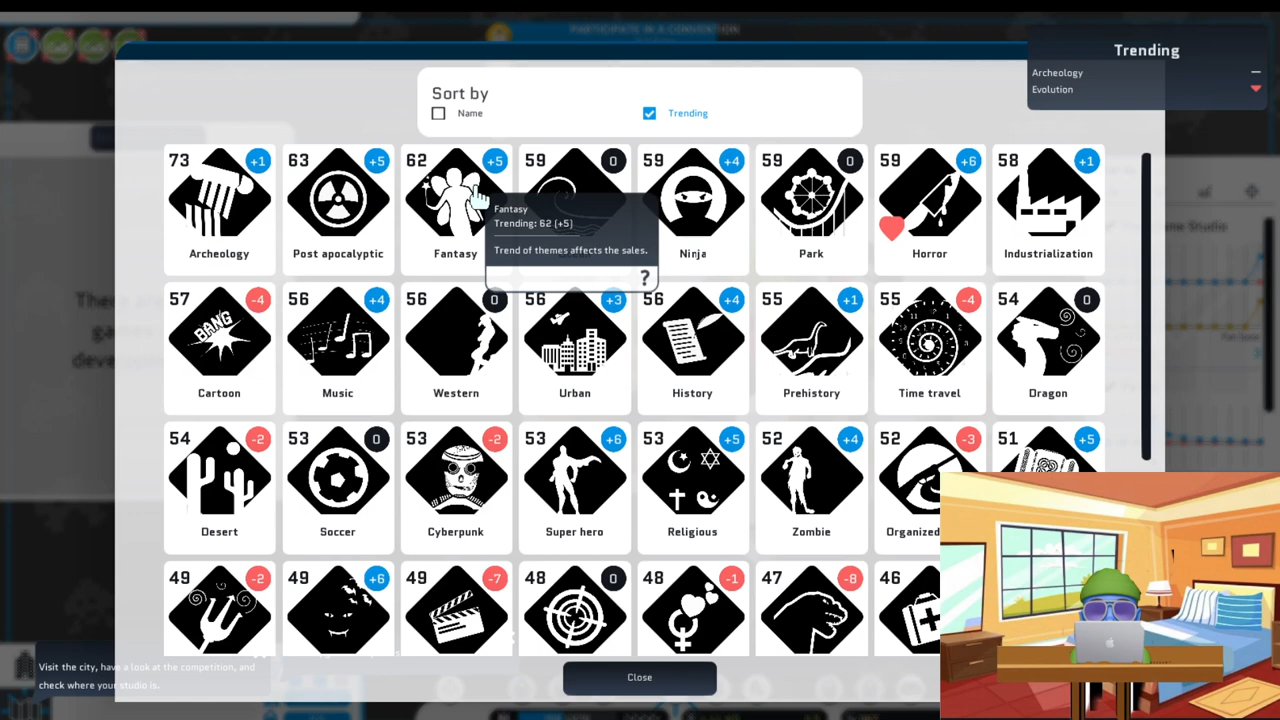 PARTICIPATE IN A CONVENTION
Trending
Archeology
Evolution
Sort by
Name
Trending
73 +1
63 +5
62 +5
59 0
59 +4
59 0
59 +6
58 +1
Archeology
Post apocalyptic
Fantasy
Ninja
Park
Horror
Industrialization
Fantasy
Trending: 62 (+5)
Trend of themes affects the sales.
?
57 -4
56 +4
56 0
56 +3
56 +4
55 +1
55 -4
54 0
BANG
Cartoon
Music
Western
Urban
History
Prehistory
Time travel
Dragon
54 -2
53 0
53 -2
53 +6
53 +5
52 +4
52 -3
51 +5
Desert
Soccer
Cyberpunk
Super hero
Religious
Zombie
Organized
49 -2
49 +6
49 -7
48 0
48 -1
47 -8
46
Visit the city, have a look at the competition, and
check where your studio is.
Close